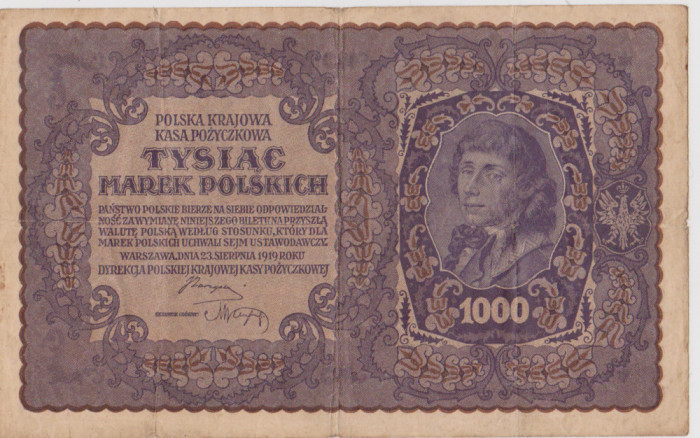 POLSKA KRAJOWA
KASA POŻYCZKOWA
TYSIĄC
MAREK POLSKICH
PAŃSTWO POLSKIE BIERZE NA SIEBIE ODPOWIEDZIAL-
NOŚĆ ZA WYMIANĘ NINIEJSZEGO BILETU NA PRZYSZŁĄ
WALUTĘ POLSKĄ WEDŁUG STOSUNKU, KTÓRY DLA
MAREK POLSKICH UCHWALI SEJM USTAWODAWCZY.
WARSZAWA, DNIA 23. SIERPNIA 1919 ROKU
DYREKCJA POLSKIEJ KRAJOWEJ KASY POŻYCZKOWEJ
1000